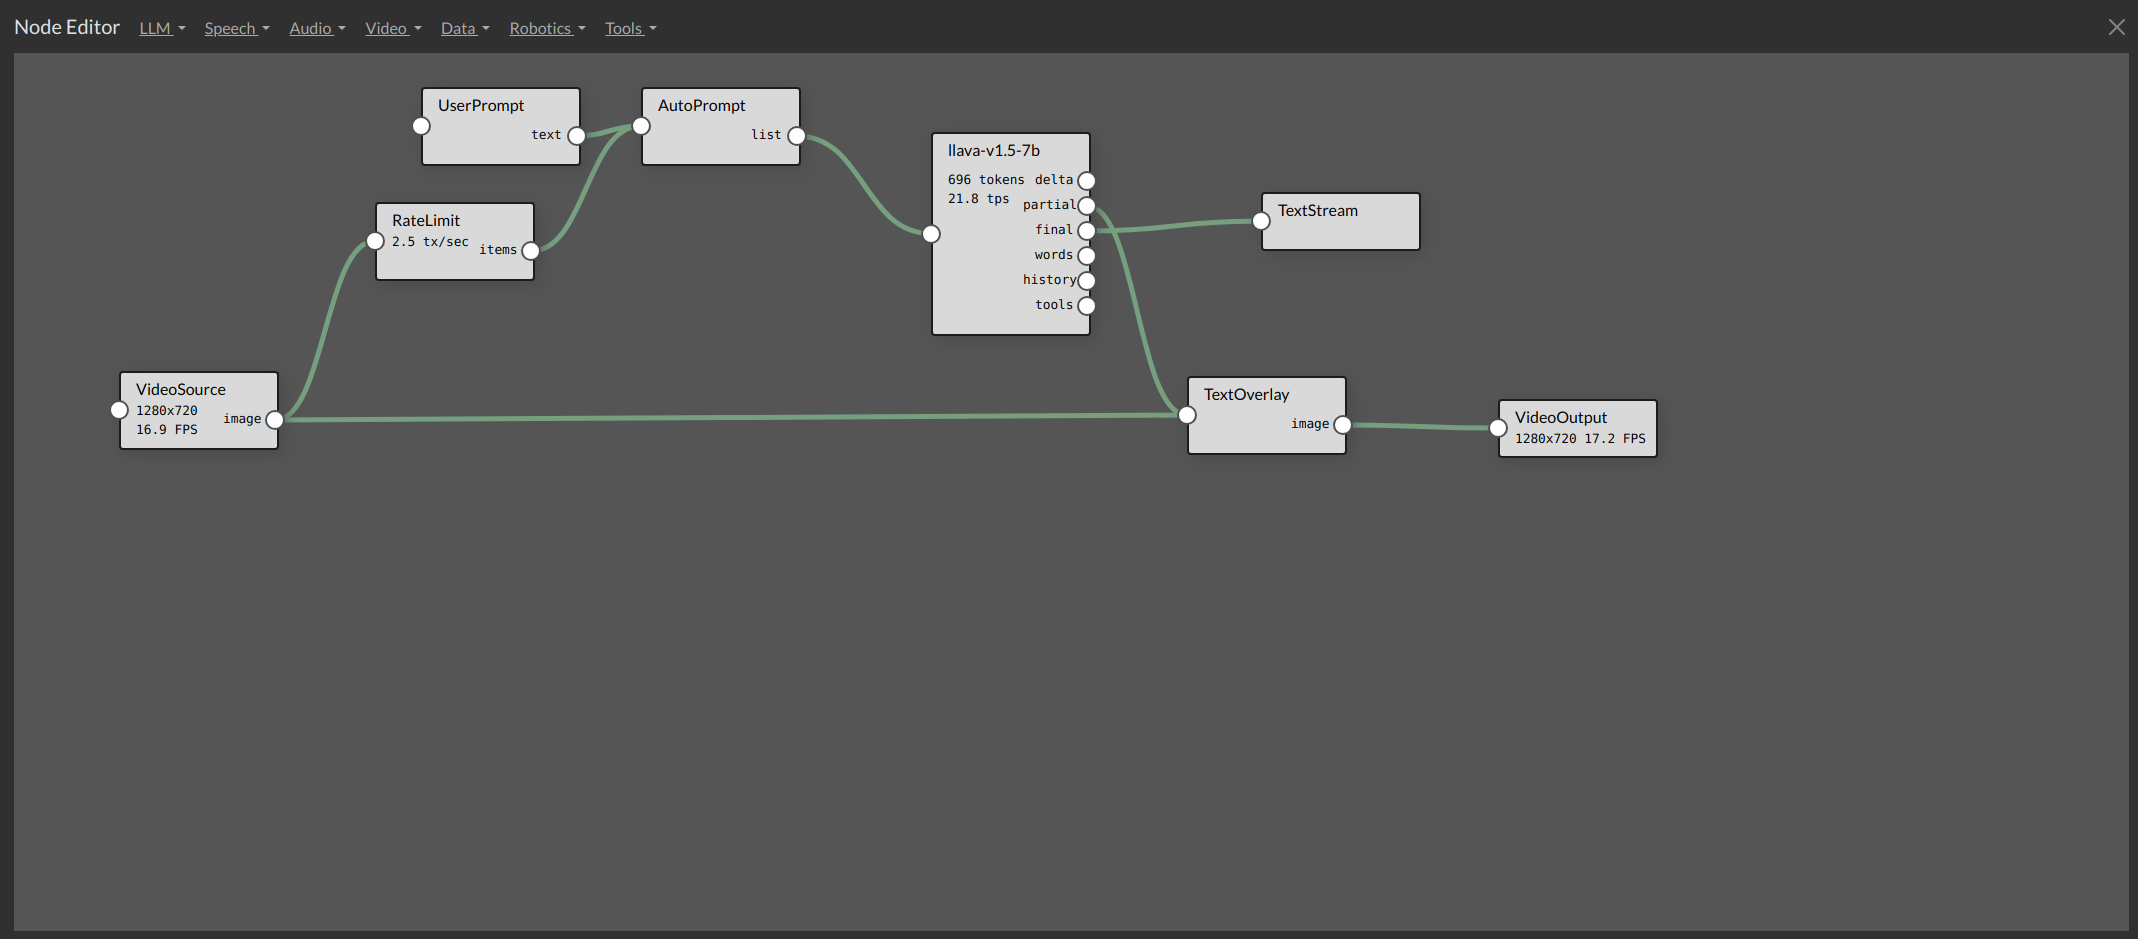 Node Editor LLM Speech Audio Video Data Robotics Tools
UserPrompt
text
AutoPrompt
list
llava-v1.5-7b
696 tokens delta
21.8 tps partial
final
words
history
tools
TextStream
RateLimit
2.5 tx/sec items
VideoSource
1280x720
16.9 FPS image
TextOverlay
image
VideoOutput
1280x720 17.2 FPS